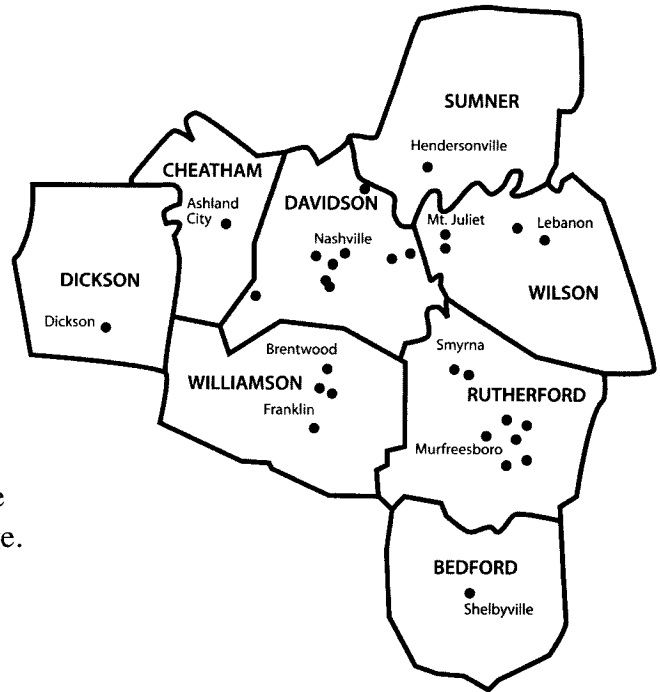 SUMNER
Hendersonville
CHEATHAM
Ashland
City
DAVIDSON
Nashville
Mt. Juliet
Lebanon
WILSON
DICKSON
Dickson
Brentwood
WILLIAMSON
Franklin
Smyrna
RUTHERFORD
Murfreesboro
e
e.
BEDFORD
Shelbyville